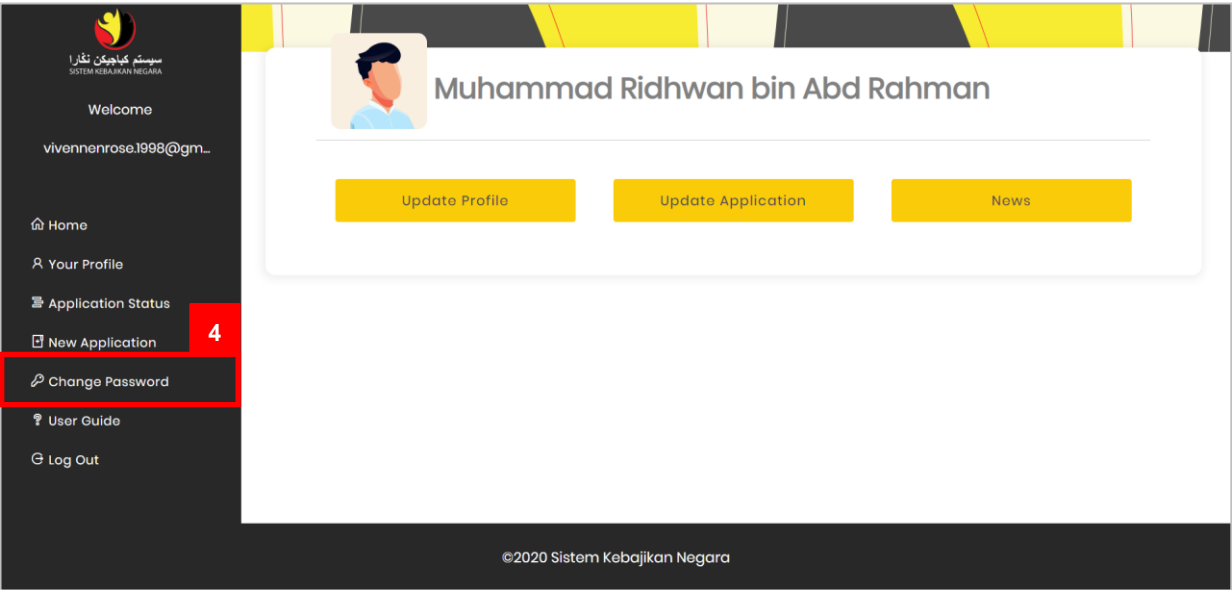 سيستم كباجيكن نڬارا
SISTEM KEBAJIKAN NEGARA
Welcome
vivennenrose.1998@gm...
Home
Your Profile
Application Status
New Application
4
Change Password
User Guide
Log Out
Muhammad Ridhwan bin Abd Rahman
Update Profile
Update Application
News
©2020 Sistem Kebajikan Negara